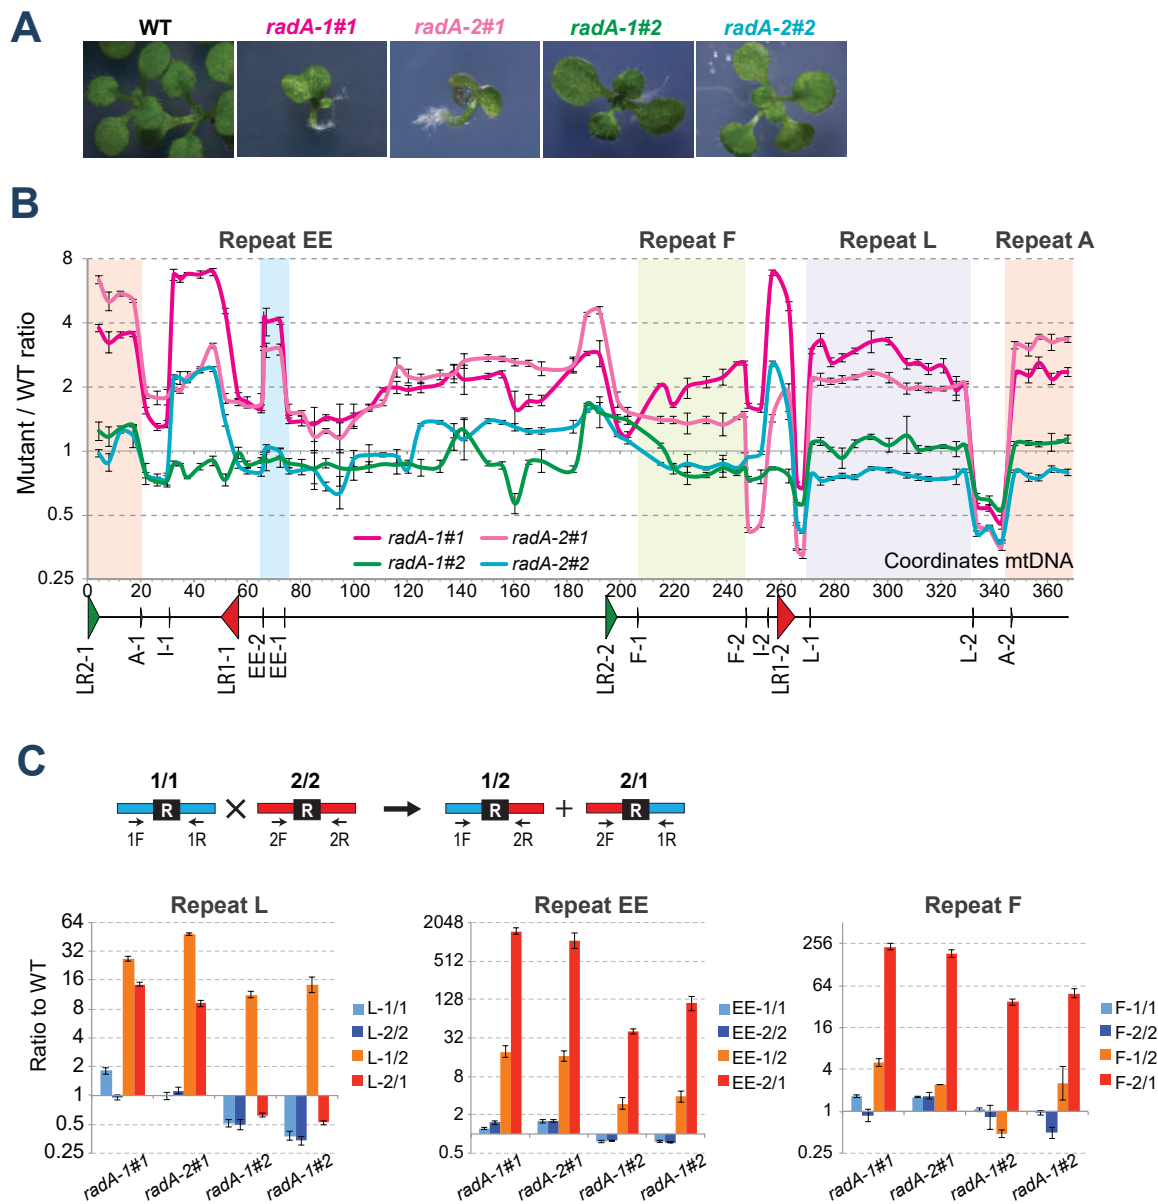 A
WT
radA-1#1
radA-2#1
radA-1#2
radA-2#2
B
Repeat EE
Repeat F
Repeat L
Repeat A
Mutant / WT ratio
8
4
2
1
0.5
0.25
radA-1#1
radA-2#1
radA-1#2
radA-2#2
Coordinates mtDNA
0 20 40 60 80 100 120 140 160 180 200 220 240 260 280 300 320 340 360
LR2-1
A-1
I-1
LR1-1
EE-2
EE-1
LR2-2
F-1
F-2
I-2
LR1-2
L-1
L-2
A-2
C
1/1
2/2
1/2
2/1
R
R
R
R
1F
1R
2F
2R
1F
2R
2F
1R
Repeat L
Ratio to WT
64
32
16
8
4
2
1
0.5
0.25
L-1/1
L-2/2
L-1/2
L-2/1
radA-1#1
radA-2#1
radA-1#2
radA-1#2
Repeat EE
2048
512
128
32
8
2
0.5
EE-1/1
EE-2/2
EE-1/2
EE-2/1
radA-1#1
radA-2#1
radA-1#2
radA-1#2
Repeat F
256
64
16
4
1
0.25
F-1/1
F-2/2
F-1/2
F-2/1
radA-1#1
radA-2#1
radA-1#2
radA-1#2